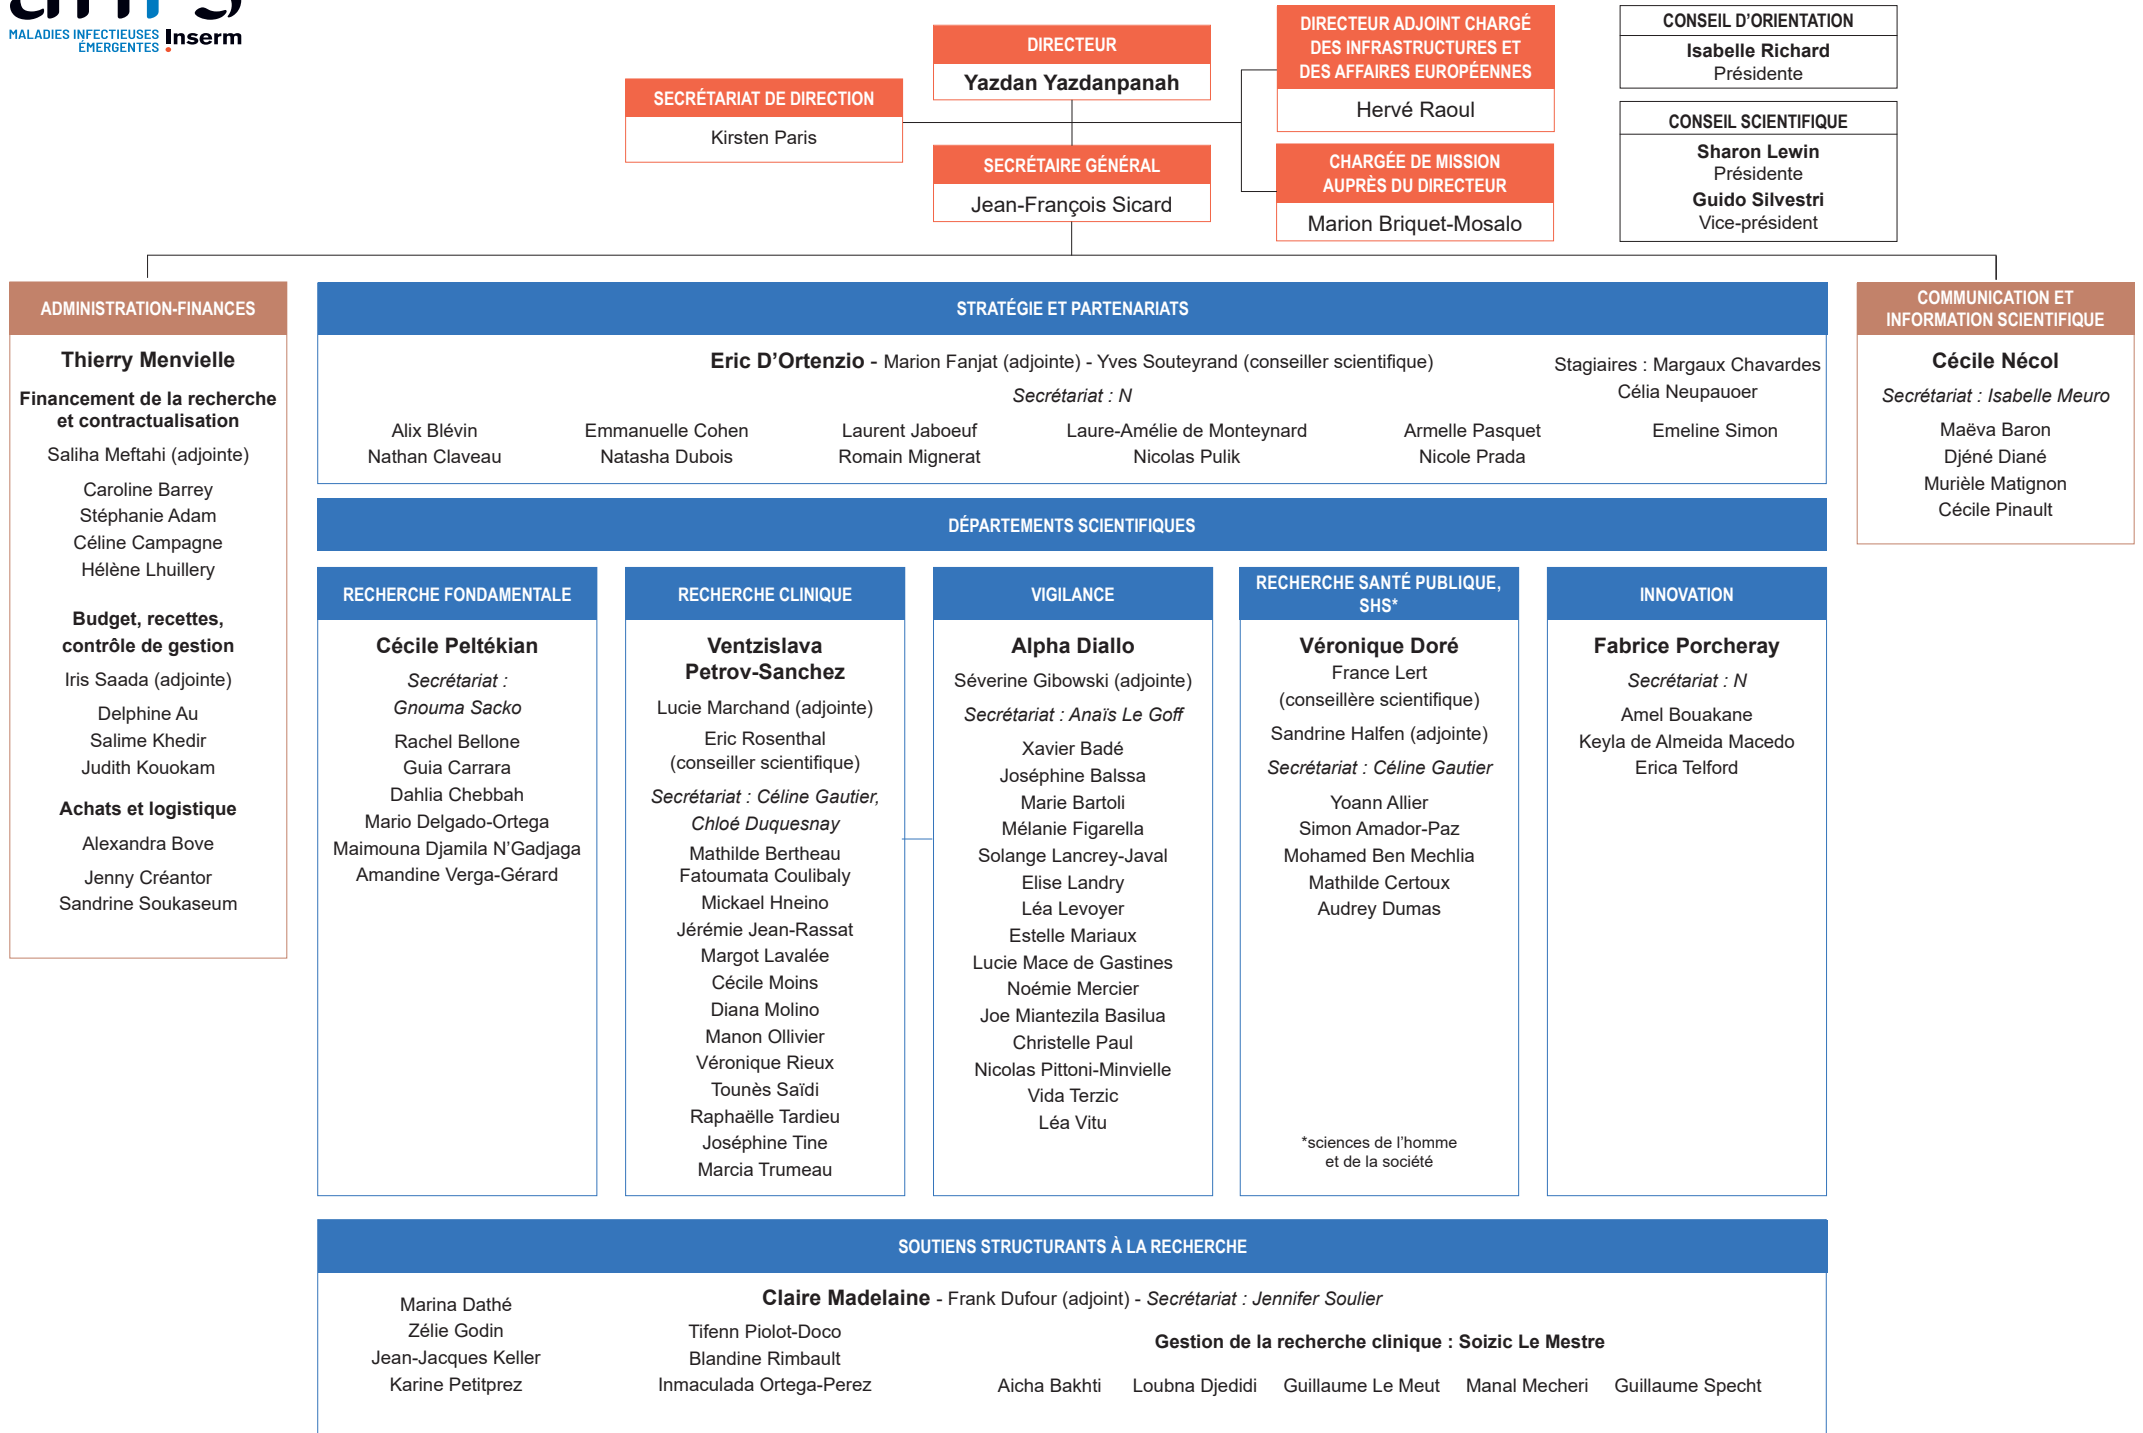 MALADIES INFECTIEUSES
ÉMERGENTES
Inserm
DIRECTEUR
Yazdan Yazdanpanah
SECRÉTARIAT DE DIRECTION
Kirsten Paris
SECRÉTAIRE GÉNÉRAL
Jean-François Sicard
DIRECTEUR ADJOINT CHARGÉ
DES INFRASTRUCTURES ET
DES AFFAIRES EUROPÉENNES
Hervé Raoul
CHARGÉE DE MISSION
AUPRÈS DU DIRECTEUR
Marion Briquet-Mosalo
CONSEIL D'ORIENTATION
Isabelle Richard
Présidente
CONSEIL SCIENTIFIQUE
Sharon Lewin
Présidente
Guido Silvestri
Vice-président
ADMINISTRATION-FINANCES
Thierry Menvielle
Financement de la recherche
et contractualisation
Saliha Meftahi (adjointe)
Caroline Barrey
Stéphanie Adam
Céline Campagne
Hélène Lhuillery
Budget, recettes,
contrôle de gestion
Iris Saada (adjointe)
Delphine Au
Salime Khedir
Judith Kouokam
Achats et logistique
Alexandra Bove
Jenny Créantor
Sandrine Soukaseum
STRATÉGIE ET PARTENARIATS
Eric D'Ortenzio - Marion Fanjat (adjointe) - Yves Souteyrand (conseiller scientifique)
Secrétariat : N
Stagiaires : Margaux Chavardes
Célia Neupauoer
Alix Blévin
Nathan Claveau
Emmanuelle Cohen
Natasha Dubois
Laurent Jaboeuf
Romain Mignerat
Laure-Amélie de Monteynard
Nicolas Pulik
Armelle Pasquet
Nicole Prada
Emeline Simon
COMMUNICATION ET
INFORMATION SCIENTIFIQUE
Cécile Nécol
Secrétariat : Isabelle Meuro
Maëva Baron
Djéné Diané
Murièle Matignon
Cécile Pinault
DÉPARTEMENTS SCIENTIFIQUES
RECHERCHE FONDAMENTALE
Cécile Peltékian
Secrétariat :
Gnouma Sacko
Rachel Bellone
Guia Carrara
Dahlia Chebbah
Mario Delgado-Ortega
Maimouna Djamila N'Gadjaga
Amandine Verga-Gérard
RECHERCHE CLINIQUE
Ventzislava
Petrov-Sanchez
Lucie Marchand (adjointe)
Eric Rosenthal
(conseiller scientifique)
Secrétariat : Céline Gautier,
Chloé Duquesnay
Mathilde Bertheau
Fatoumata Coulibaly
Mickael Hneino
Jérémie Jean-Rassat
Margot Lavalée
Cécile Moins
Diana Molino
Manon Ollivier
Véronique Rieux
Tounès Saïdi
Raphaëlle Tardieu
Joséphine Tine
Marcia Trumeau
VIGILANCE
Alpha Diallo
Séverine Gibowski (adjointe)
Secrétariat : Anaïs Le Goff
Xavier Badé
Joséphine Balssa
Marie Bartoli
Mélanie Figarella
Solange Lancrey-Javal
Elise Landry
Léa Levoyer
Estelle Mariaux
Lucie Mace de Gastines
Noémie Mercier
Joe Miantezila Basilua
Christelle Paul
Nicolas Pittoni-Minvielle
Vida Terzic
Léa Vitu
RECHERCHE SANTÉ PUBLIQUE,
SHS*
Véronique Doré
France Lert
(conseillère scientifique)
Sandrine Halfen (adjointe)
Secrétariat : Céline Gautier
Yoann Allier
Simon Amador-Paz
Mohamed Ben Mechlia
Mathilde Certoux
Audrey Dumas
*sciences de l'homme
et de la société
INNOVATION
Fabrice Porcheray
Secrétariat : N
Amel Bouakane
Keyla de Almeida Macedo
Erica Telford
SOUTIENS STRUCTURANTS À LA RECHERCHE
Claire Madelaine - Frank Dufour (adjoint) - Secrétariat : Jennifer Soulier
Marina Dathé
Zélie Godin
Jean-Jacques Keller
Karine Petitprez
Tifenn Piolot-Doco
Blandine Rimbault
Inmaculada Ortega-Perez
Gestion de la recherche clinique : Soizic Le Mestre
Aicha Bakhti Loubna Djedidi Guillaume Le Meut Manal Mecheri Guillaume Specht